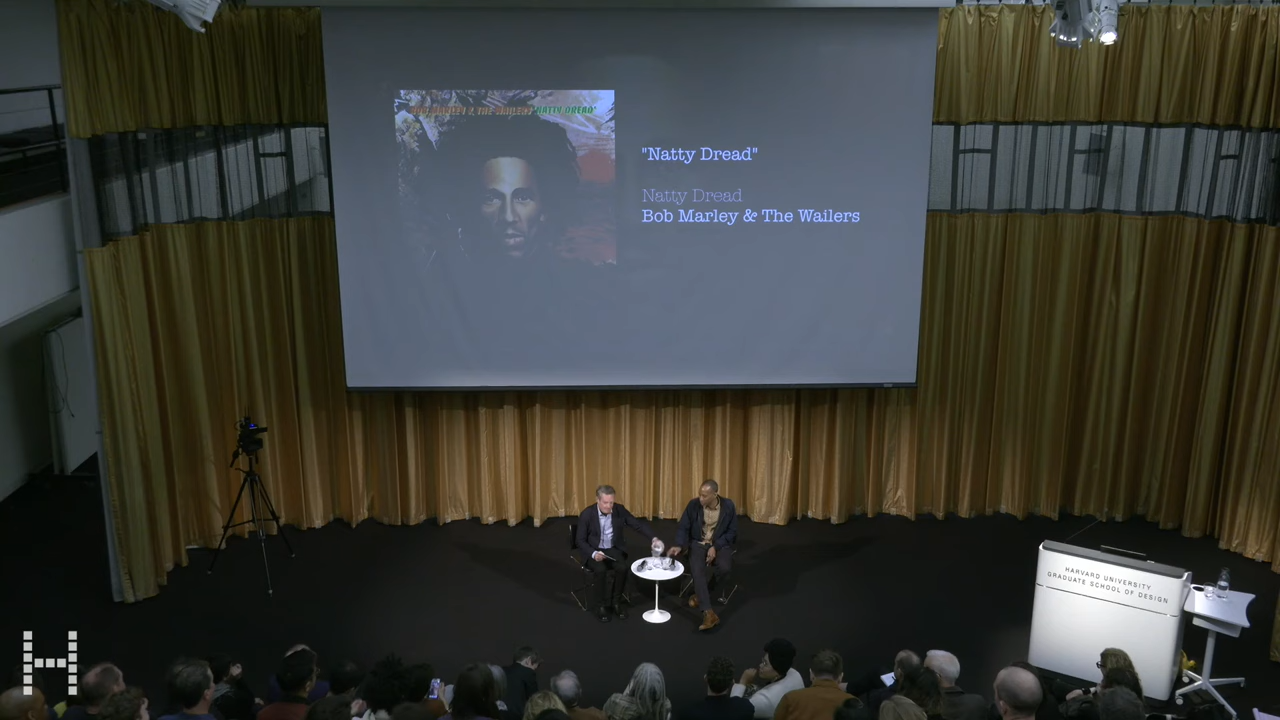 BOB MARLEY & THE WAILERS 'NATTY DREAD'
"Natty Dread"
Natty Dread
Bob Marley & The Wailers
HARVARD UNIVERSITY
GRADUATE SCHOOL OF DESIGN
H